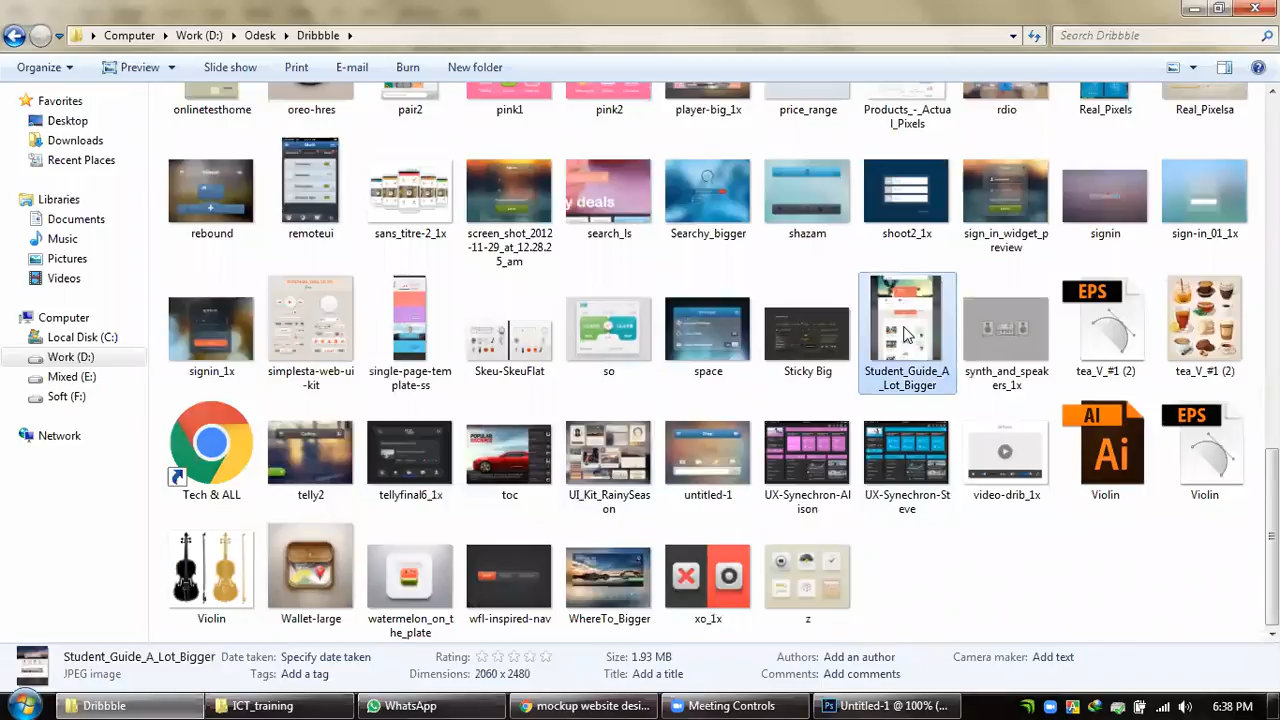 Computer Work (D:) Odesk Dribbble
Search Dribbble
Organize Preview Slide show Print E-mail Burn New folder
Favorites
Desktop
Downloads
Recent Places
Libraries
Documents
Music
Pictures
Videos
Computer
Local Disk (C:)
Work (D:)
Mixed (E:)
Soft (F:)
Network
onlinetesthome oreo-hres pair2 pink1 pink2 player-big_1x price_range Products_-_Actu
al_Pixels rdio Real_Pixels Real_Pixelsa
rebound remoteui sans_titre-2_1x screen_shot_2012
-11-29_at_12.28.2
5_am search_ls Searchy_bigger shazam shoot2_1x sign_in_widget_p
review signin sign-in_01_1x
y deals
signin_1x simplesta-web-ui
-kit single-page-tem
plate-ss Skeu-SkeuFlat so space Sticky Big Student_Guide_A
_Lot_Bigger synth_and_speak
ers_1x tea_V_#1 (2) tea_V_#1 (2)
EPS
Tech & ALL telly2 tellyfinal6_1x toc UI_Kit_RainySeas
on untitled-1 UX-Synechron-Al
ison UX-Synechron-St
eve video-drib_1x Violin Violin
AI
Ai
EPS
Violin Wallet-large watermelon_on_t
he_plate wfl-inspired-nav WhereTo_Bigger xo_1x z
Student_Guide_A_Lot_Bigger Date taken: Specify date taken Rating: Size: 1.93 MB Authors: Add an author Camera maker: Add text
JPEG image Tags: Add a tag Dimensions: 2060 x 2480 Title: Add a title Comments: Add comments
Dribbble ICT_training WhatsApp mockup website desi... Meeting Controls Untitled-1 @ 100% (... 6:38 PM